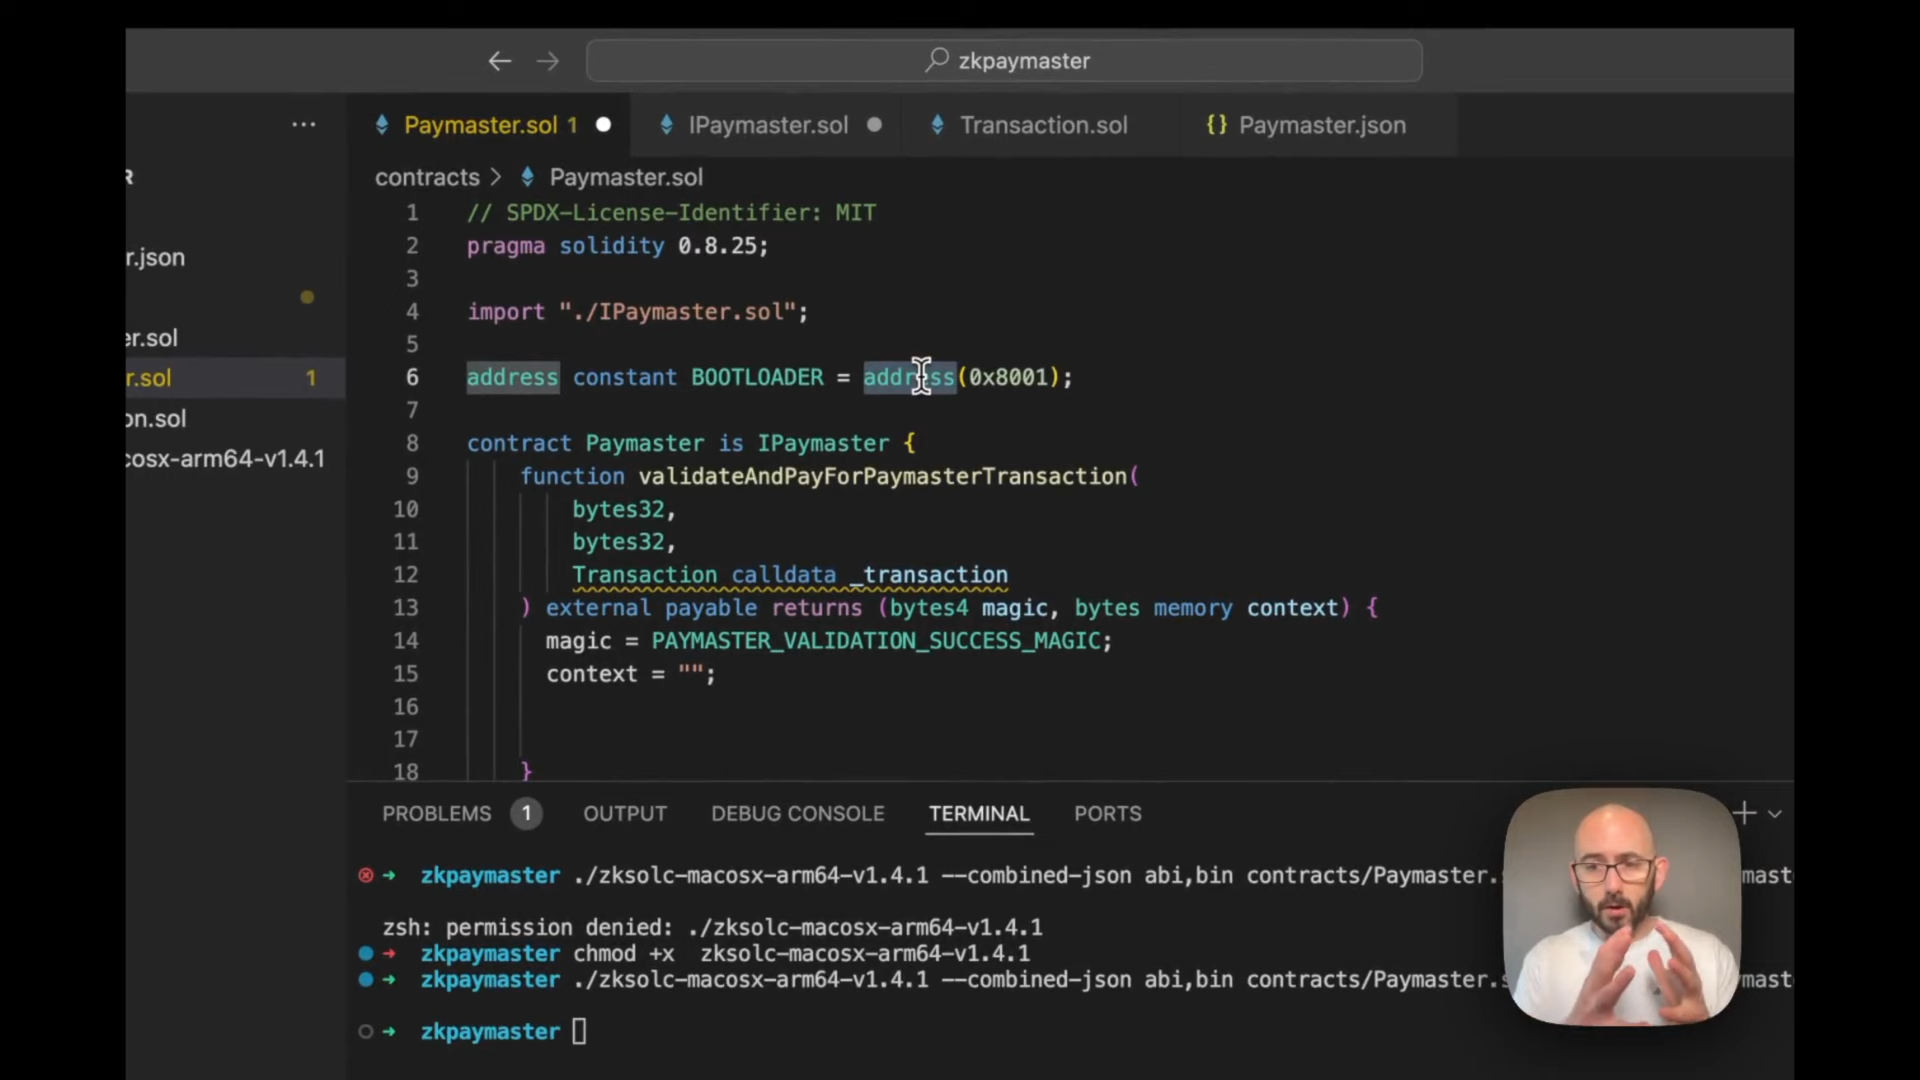 zkpaymaster
Paymaster.sol 1
IPaymaster.sol
Transaction.sol
{} Paymaster.json
R
contracts > Paymaster.sol
r.json
er.sol
r.sol 1
on.sol
cosx-arm64-v1.4.1
1 // SPDX-License-Identifier: MIT
2 pragma solidity 0.8.25;
3
4 import "./IPaymaster.sol";
5
6 address constant BOOTLOADER = address(0x8001);
7
8 contract Paymaster is IPaymaster {
9 function validateAndPayForPaymasterTransaction(
10 bytes32,
11 bytes32,
12 Transaction calldata _transaction
13 ) external payable returns (bytes4 magic, bytes memory context) {
14 magic = PAYMASTER_VALIDATION_SUCCESS_MAGIC;
15 context = "";
16
17
18 }
PROBLEMS 1 OUTPUT DEBUG CONSOLE TERMINAL PORTS
zkpaymaster ./zksolc-macosx-arm64-v1.4.1 --combined-json abi,bin contracts/Paymaster.s mast
zsh: permission denied: ./zksolc-macosx-arm64-v1.4.1
zkpaymaster chmod +x zksolc-macosx-arm64-v1.4.1
zkpaymaster ./zksolc-macosx-arm64-v1.4.1 --combined-json abi,bin contracts/Paymaster.s mast
zkpaymaster